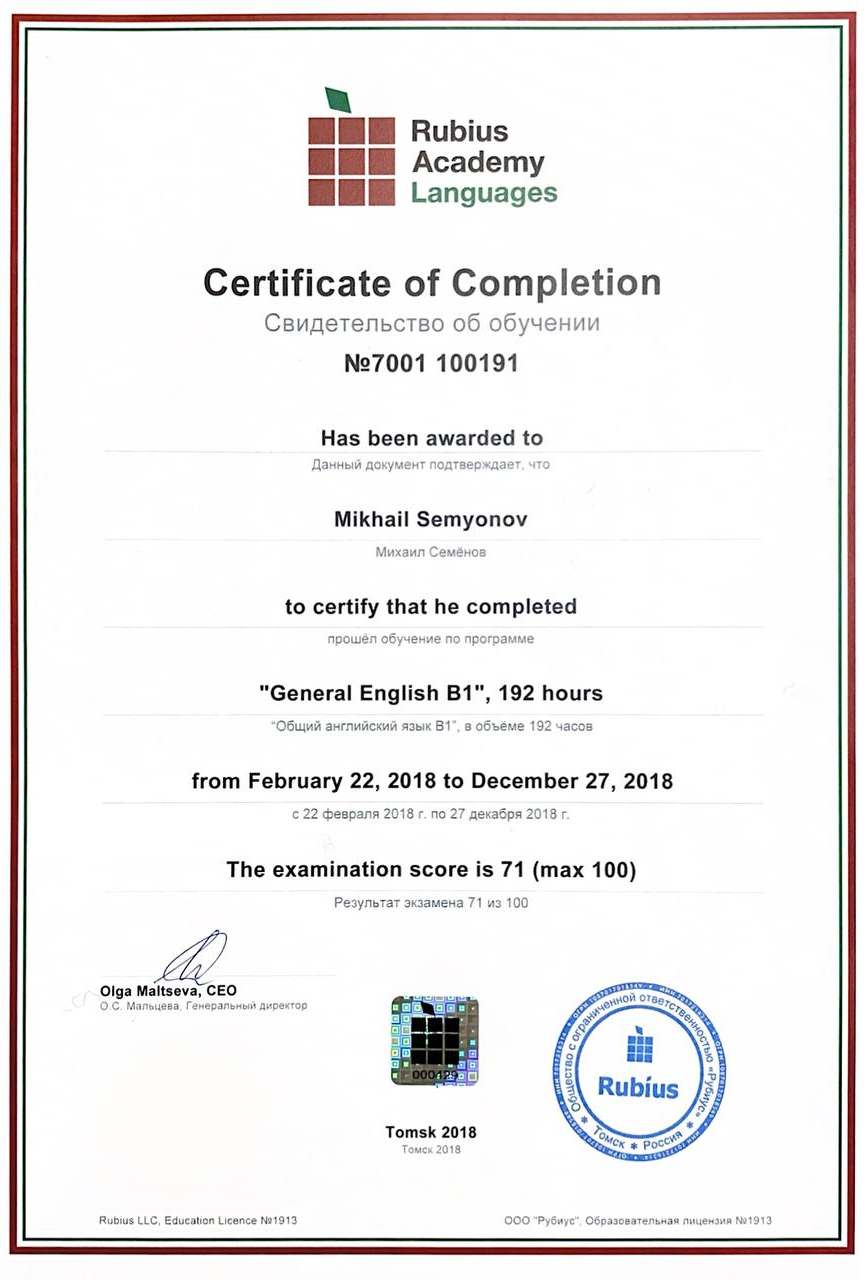 Rubius
Academy
Languages
Certificate of Completion
Свидетельство об обучении
№7001 100191
Has been awarded to
Данный документ подтверждает, что
Mikhail Semyonov
Михаил Семёнов
to certify that he completed
прошёл обучение по программе
"General English B1", 192 hours
"Общий английский язык B1", в объёме 192 часов
from February 22, 2018 to December 27, 2018
с 22 февраля 2018 г. по 27 декабря 2018 г.
The examination score is 71 (max 100)
Результат экзамена 71 из 100
Olga Maltseva, CEO
О.С. Мальцева, Генеральный директор
Общество с ограниченной ответственностью «Рубиус»
Rubius
Томск ✱ Россия
Tomsk 2018
Томск 2018
Rubius LLC, Education Licence №1913
ООО "Рубиус", Образовательная лицензия №1913